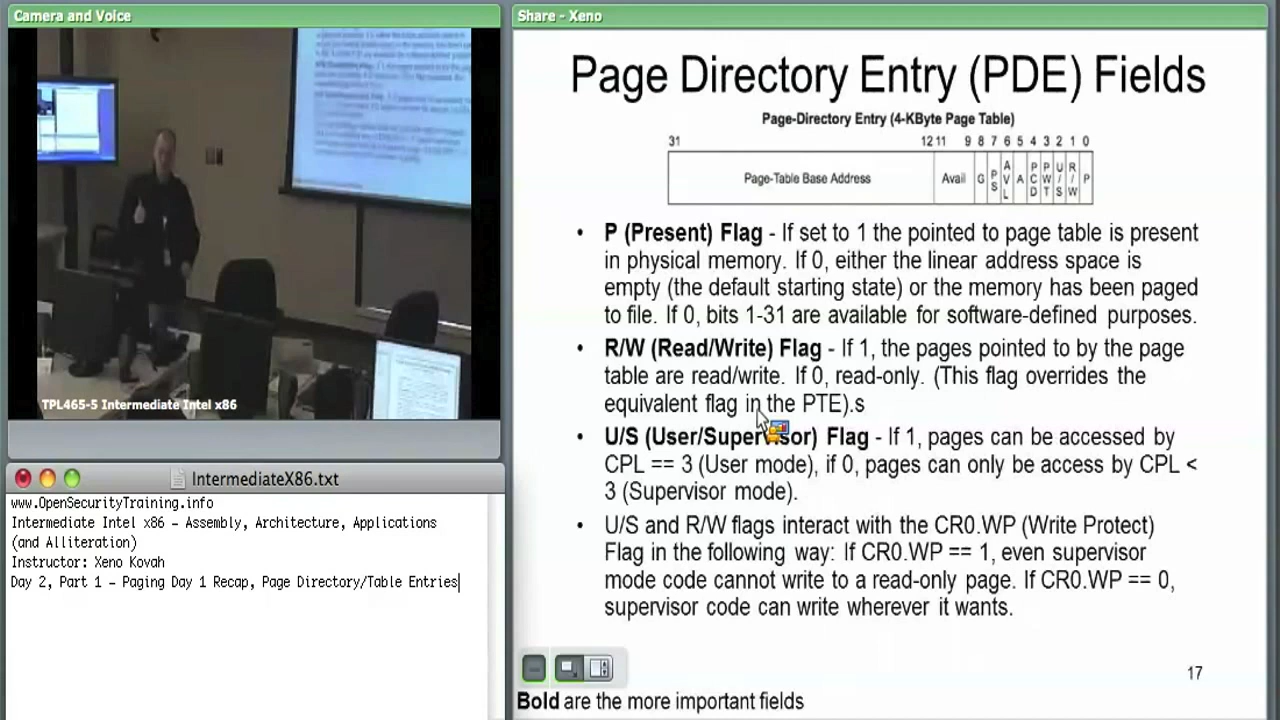 Camera and Voice
TPL465-5 Intermediate Intel x86
IntermediateX86.txt
www.OpenSecurityTraining.info
Intermediate Intel x86 – Assembly, Architecture, Applications
(and Alliteration)
Instructor: Xeno Kovah
Day 2, Part 1 – Paging Day 1 Recap, Page Directory/Table Entries
Share - Xeno
Page Directory Entry (PDE) Fields
Page-Directory Entry (4-KByte Page Table)
31 12 11 9 8 7 6 5 4 3 2 1 0
Page-Table Base Address Avail G PS AVL A PCD PWT U/S R/W P
• P (Present) Flag - If set to 1 the pointed to page table is present
in physical memory. If 0, either the linear address space is
empty (the default starting state) or the memory has been paged
to file. If 0, bits 1-31 are available for software-defined purposes.
• R/W (Read/Write) Flag - If 1, the pages pointed to by the page
table are read/write. If 0, read-only. (This flag overrides the
equivalent flag in the PTE).s
• U/S (User/Supervisor) Flag - If 1, pages can be accessed by
CPL == 3 (User mode), if 0, pages can only be access by CPL <
3 (Supervisor mode).
• U/S and R/W flags interact with the CR0.WP (Write Protect)
Flag in the following way: If CR0.WP == 1, even supervisor
mode code cannot write to a read-only page. If CR0.WP == 0,
supervisor code can write wherever it wants.
17
Bold are the more important fields